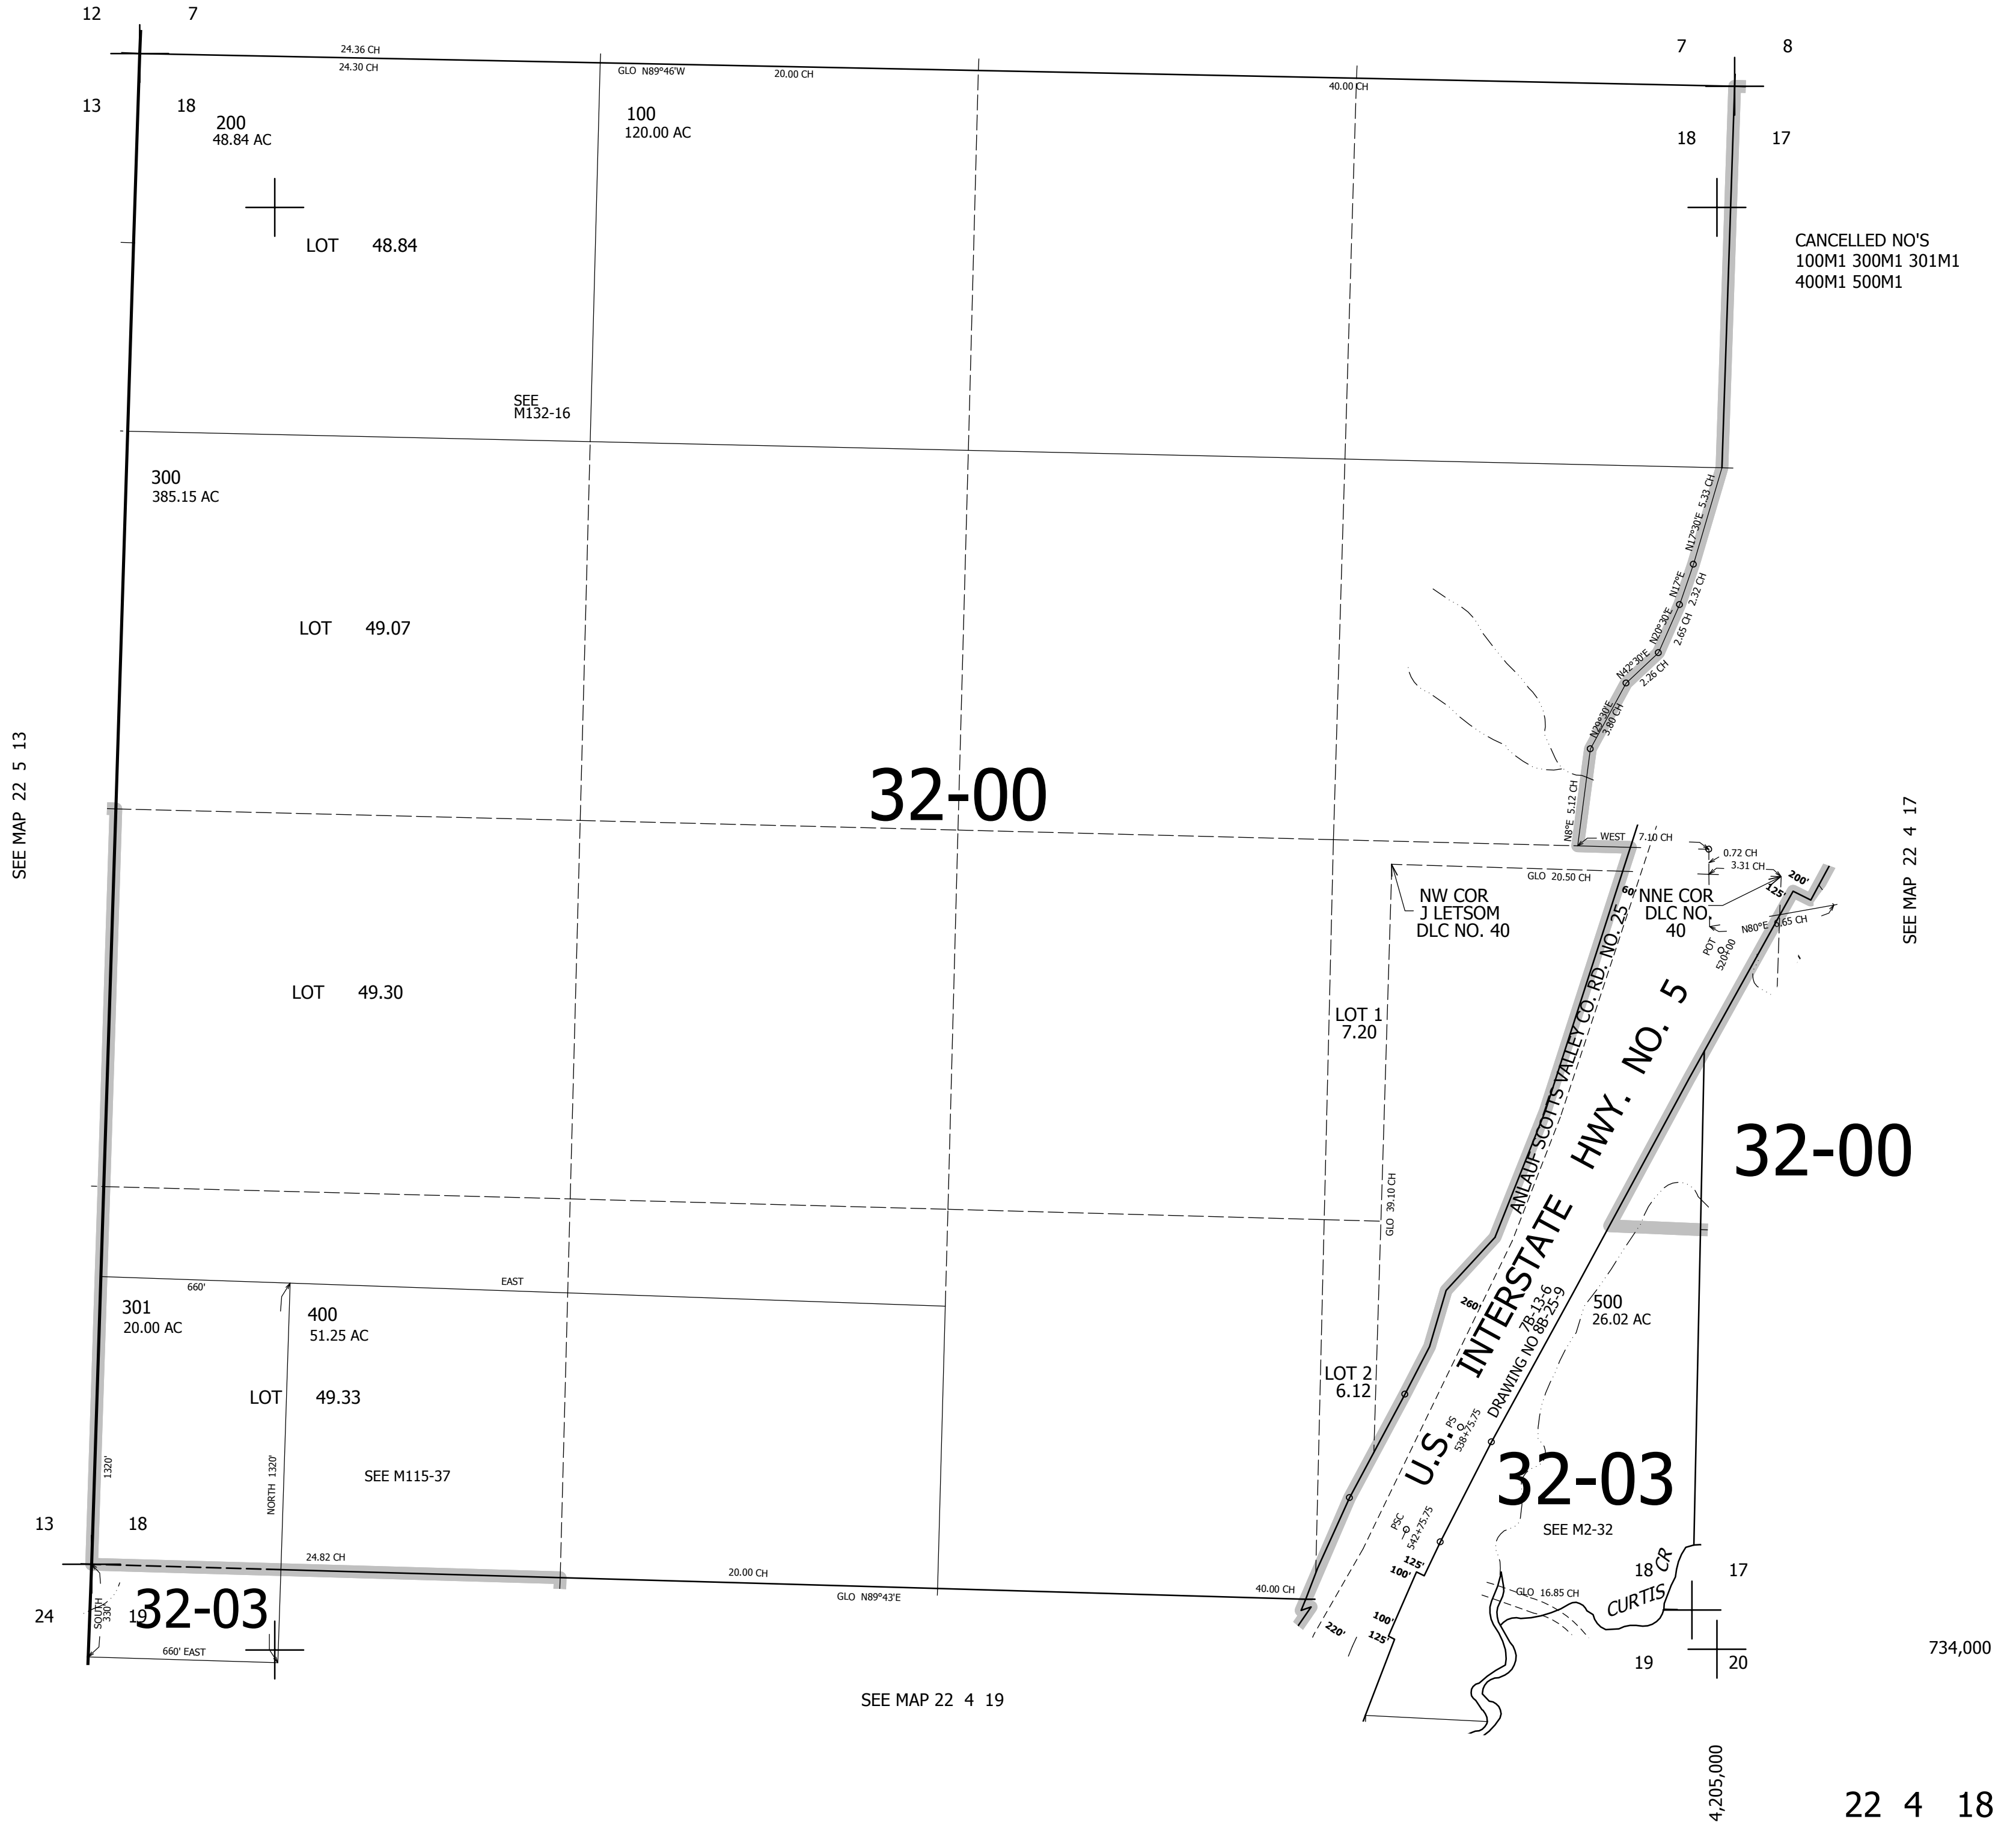 12 7
24.36 CH
24.30 CH
GLO N89°46'W
20.00 CH
40.00 CH
7 8
13 18
18 17
200
48.84 AC
100
120.00 AC
LOT 48.84
CANCELLED NO'S
100M1 300M1 301M1
400M1 500M1
SEE
M132-16
300
385.15 AC
N17°30'E 5.33 CH
N17°E
2.32 CH
N20°30'E
2.65 CH
N42°30'E
2.26 CH
N29°30'E
3.80 CH
N8°E 5.12 CH
LOT 49.07
SEE MAP 22 5 13
32-00
WEST 7.10 CH
0.72 CH
3.31 CH
GLO 20.50 CH
60'
200'
125'
NW COR
J LETSOM
DLC NO. 40
NNE COR
DLC NO.
40
N80°E 6.65 CH
POT
520+00
SEE MAP 22 4 17
LOT 49.30
LOT 1
7.20
ANLAUF SCOTTS VALLEY CO. RD. NO. 25
U.S. INTERSTATE HWY. NO. 5
32-00
GLO 39.10 CH
660'
EAST
301
20.00 AC
400
51.25 AC
260'
7B-13-6
DRAWING NO 8B-25-9
500
26.02 AC
LOT 49.33
LOT 2
6.12
PS
538+75.75
1320'
NORTH 1320'
SEE M115-37
32-03
SEE M2-32
PSC
542+75.75
125'
100'
13 18
24.82 CH
20.00 CH
40.00 CH
GLO N89°43'E
18 17
CURTIS CR
GLO 16.85 CH
24 19
32-03
SOUTH
330'
660' EAST
100'
125'
220'
19 20
734,000
SEE MAP 22 4 19
4,205,000
22 4 18